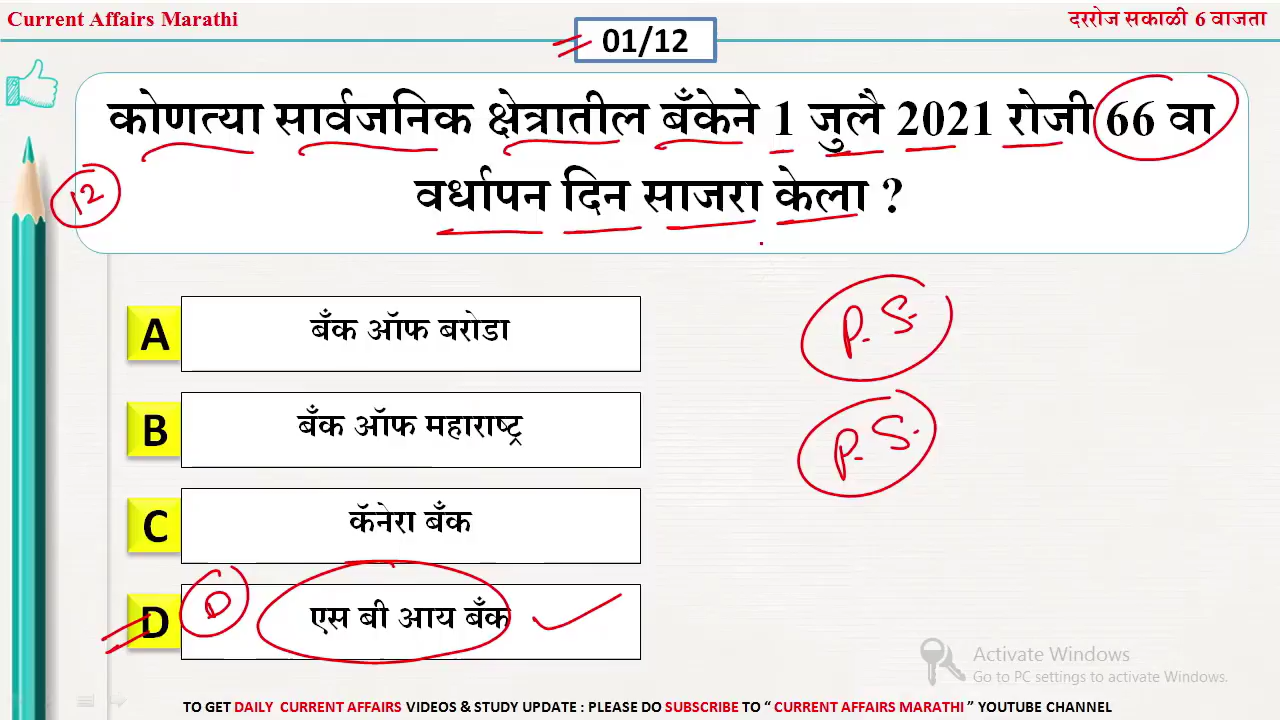 Current Affairs Marathi
दररोज सकाळी 6 वाजता
01/12
कोणत्या सार्वजनिक क्षेत्रातील बँकेने 1 जुलै 2021 रोजी 66 वा
वर्धापन दिन साजरा केला ?
12
A बँक ऑफ बरोडा
P. S.
B बँक ऑफ महाराष्ट्र
P. S.
C कॅनेरा बँक
D D एस बी आय बँक
Activate Windows
Go to PC settings to activate Windows.
TO GET DAILY CURRENT AFFAIRS VIDEOS & STUDY UPDATE : PLEASE DO SUBSCRIBE TO “ CURRENT AFFAIRS MARATHI ” YOUTUBE CHANNEL